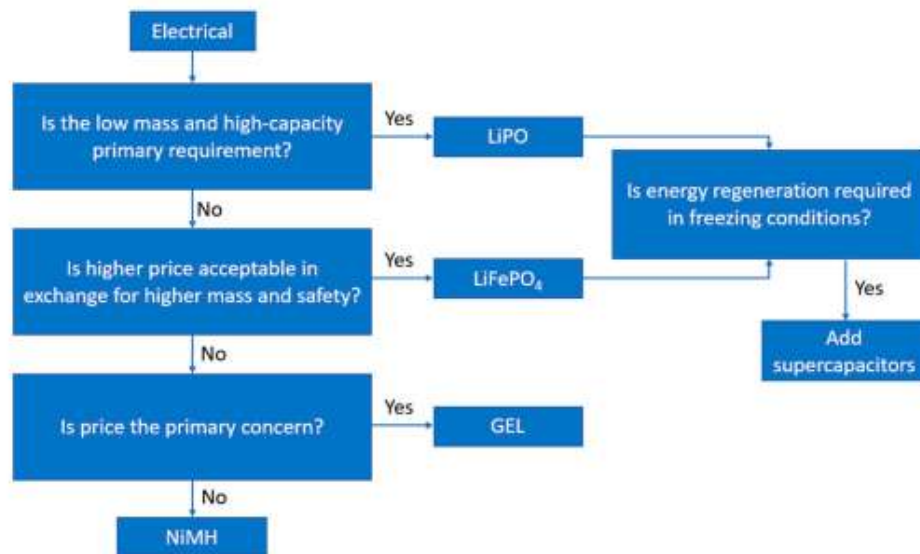 Electrical
Is the low mass and high-capacity
primary requirement?
Yes
LiPO
Is energy regeneration required
in freezing conditions?
No
Is higher price acceptable in
exchange for higher mass and safety?
Yes
LiFePO₄
Yes
Add
supercapacitors
No
Is price the primary concern?
Yes
GEL
No
NiMH